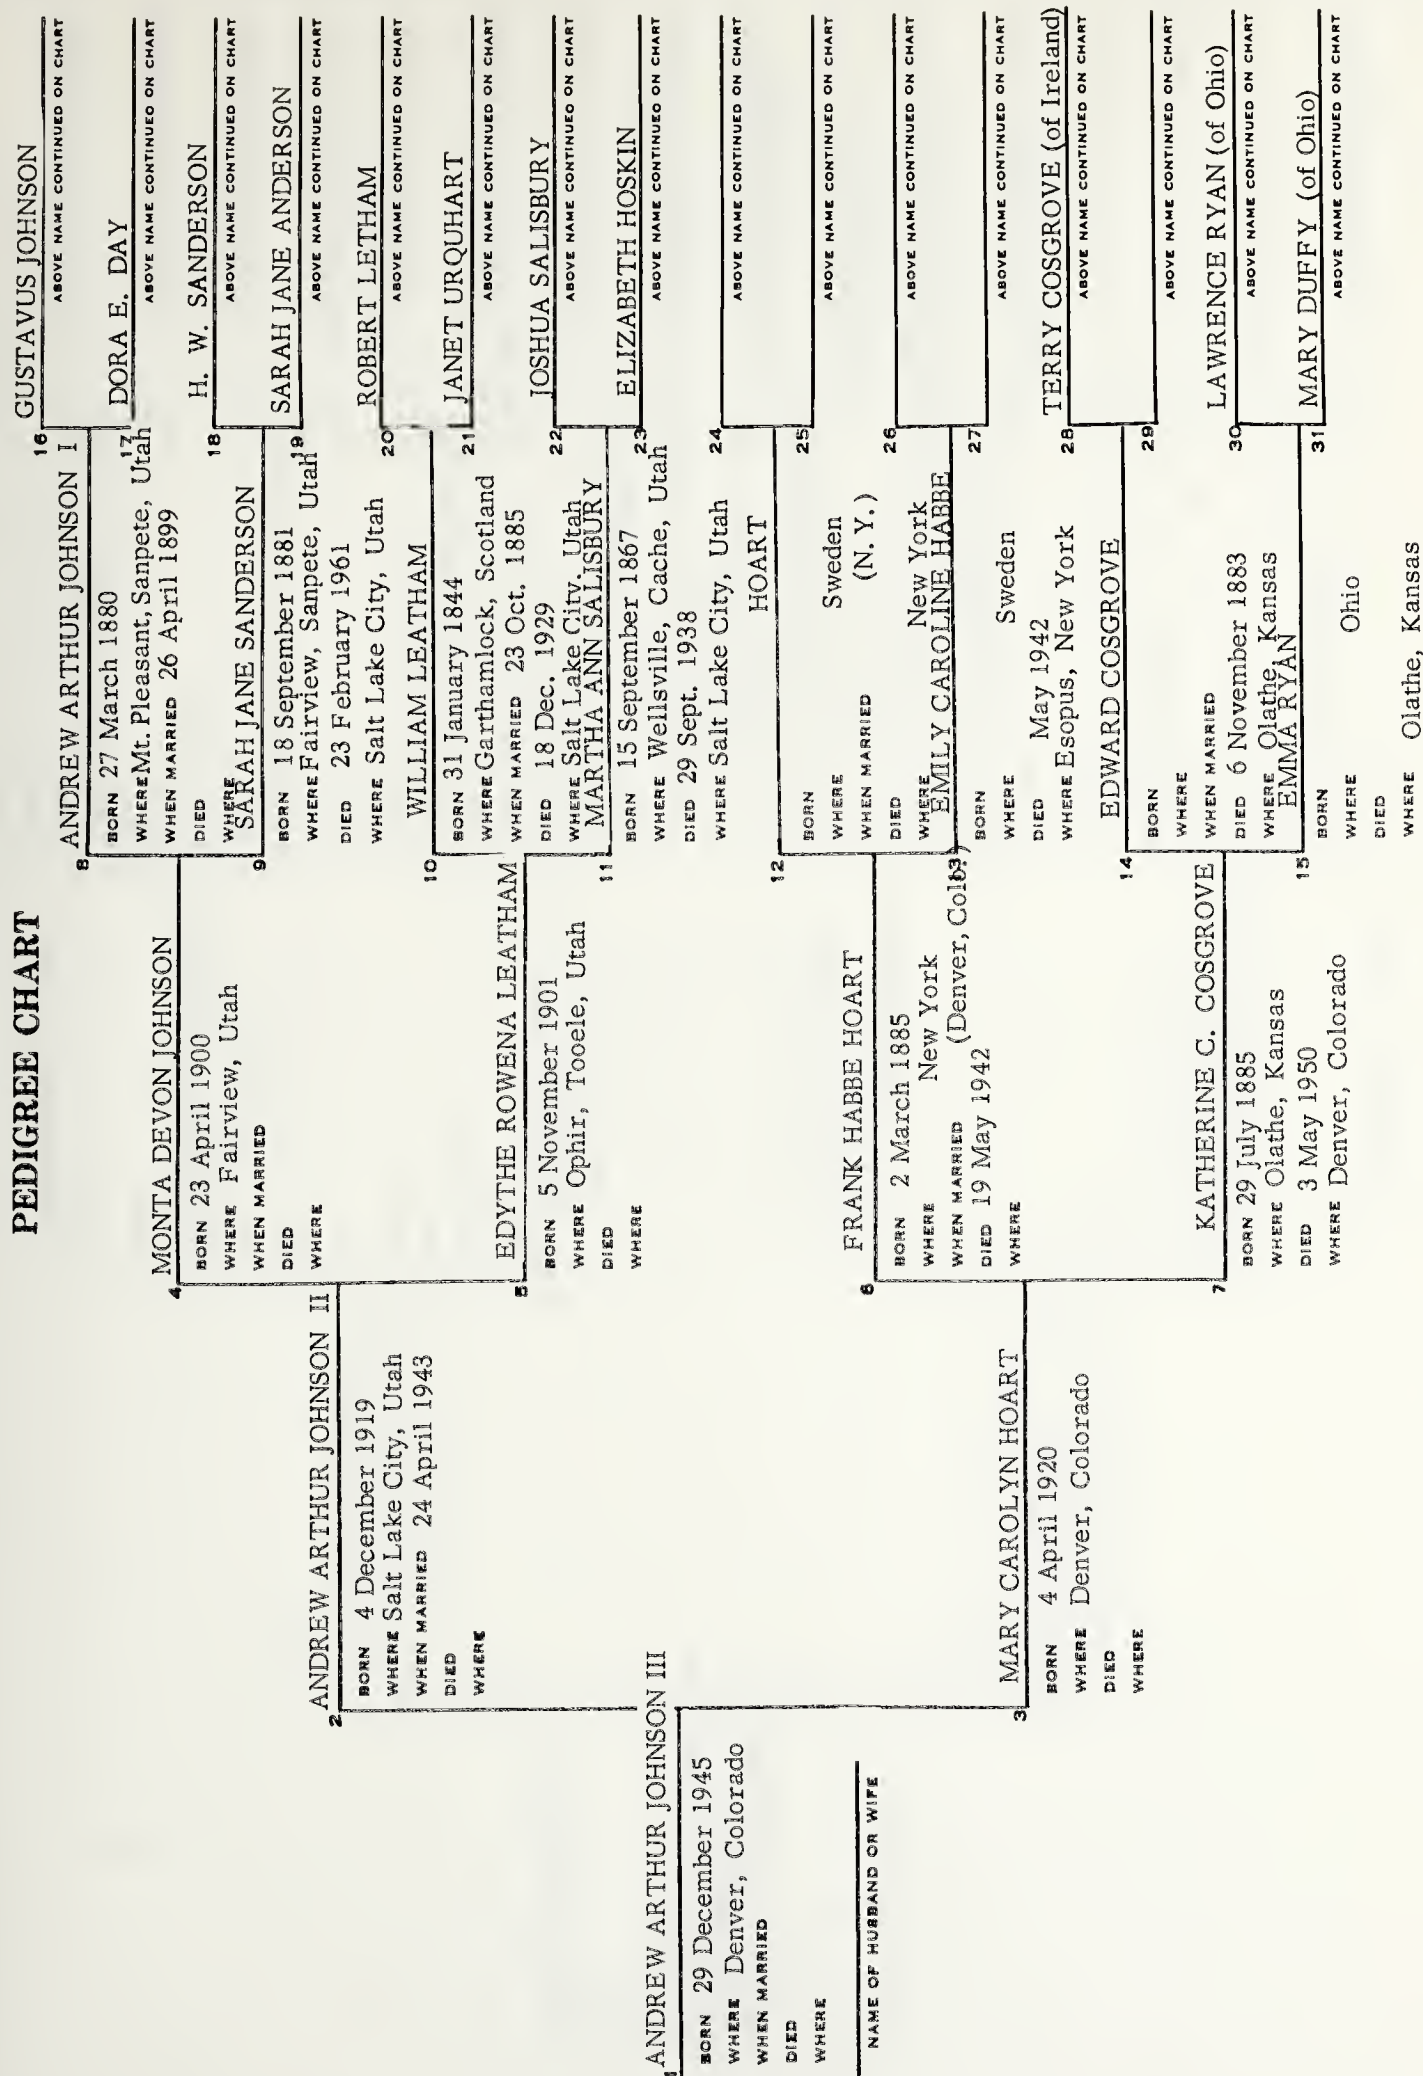 PEDIGREE CHART
1
ANDREW ARTHUR JOHNSON III
BORN 29 December 1945
WHERE Denver, Colorado
WHEN MARRIED
DIED
WHERE
NAME OF HUSBAND OR WIFE
2
ANDREW ARTHUR JOHNSON II
BORN 4 December 1919
WHERE Salt Lake City, Utah
WHEN MARRIED 24 April 1943
DIED
WHERE
3
MARY CAROLYN HOART
BORN 4 April 1920
WHERE Denver, Colorado
DIED
WHERE
4
MONTA DEVON JOHNSON
BORN 23 April 1900
WHERE Fairview, Utah
WHEN MARRIED
DIED
WHERE
5
EDYTHE ROWENA LEATHAM
BORN 5 November 1901
WHERE Ophir, Tooele, Utah
DIED
WHERE
6
FRANK HABBE HOART
BORN 2 March 1885
WHERE New York
WHEN MARRIED (Denver, Colo.)
DIED 19 May 1942
WHERE
7
KATHERINE C. COSGROVE
BORN 29 July 1885
WHERE Olathe, Kansas
DIED 3 May 1950
WHERE Denver, Colorado
8
ANDREW ARTHUR JOHNSON I
BORN 27 March 1880
WHERE Mt. Pleasant, Sanpete, Utah
WHEN MARRIED 26 April 1899
DIED
WHERE
9
SARAH JANE SANDERSON
BORN 18 September 1881
WHERE Fairview, Sanpete, Utah
DIED 23 February 1961
WHERE Salt Lake City, Utah
10
WILLIAM LEATHAM
BORN 31 January 1844
WHERE Garthamlock, Scotland
WHEN MARRIED 23 Oct. 1885
DIED 18 Dec. 1929
WHERE Salt Lake City, Utah
11
MARTHA ANN SALISBURY
BORN 15 September 1867
WHERE Wellsville, Cache, Utah
DIED 29 Sept. 1938
WHERE Salt Lake City, Utah
12
HOART
BORN
WHERE Sweden
WHEN MARRIED (N. Y.)
DIED
WHERE New York
13
EMILY CAROLINE HABBE
BORN
WHERE Sweden
DIED May 1942
WHERE Esopus, New York
14
EDWARD COSGROVE
BORN
WHERE
WHEN MARRIED
DIED 6 November 1883
WHERE Olathe, Kansas
15
EMMA RYAN
BORN
WHERE Ohio
DIED
WHERE Olathe, Kansas
16
GUSTAVUS JOHNSON
ABOVE NAME CONTINUED ON CHART
17
DORA E. DAY
ABOVE NAME CONTINUED ON CHART
18
H. W. SANDERSON
ABOVE NAME CONTINUED ON CHART
19
SARAH JANE ANDERSON
ABOVE NAME CONTINUED ON CHART
20
ROBERT LETHAM
ABOVE NAME CONTINUED ON CHART
21
JANET URQUHART
ABOVE NAME CONTINUED ON CHART
22
JOSHUA SALISBURY
ABOVE NAME CONTINUED ON CHART
23
ELIZABETH HOSKIN
ABOVE NAME CONTINUED ON CHART
24
ABOVE NAME CONTINUED ON CHART
25
ABOVE NAME CONTINUED ON CHART
26
ABOVE NAME CONTINUED ON CHART
27
ABOVE NAME CONTINUED ON CHART
28
TERRY COSGROVE (of Ireland)
ABOVE NAME CONTINUED ON CHART
29
ABOVE NAME CONTINUED ON CHART
30
LAWRENCE RYAN (of Ohio)
ABOVE NAME CONTINUED ON CHART
31
MARY DUFFY (of Ohio)
ABOVE NAME CONTINUED ON CHART